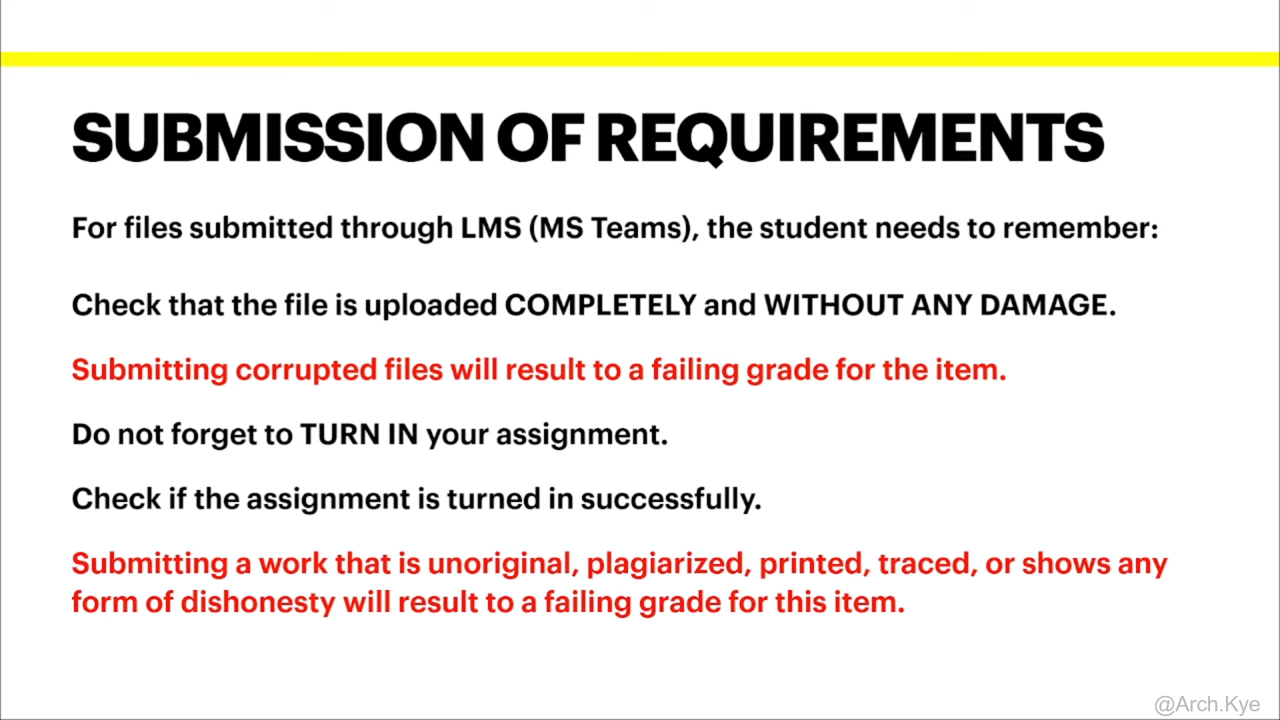 SUBMISSION OF REQUIREMENTS
For files submitted through LMS (MS Teams), the student needs to remember:
Check that the file is uploaded COMPLETELY and WITHOUT ANY DAMAGE.
Submitting corrupted files will result to a failing grade for the item.
Do not forget to TURN IN your assignment.
Check if the assignment is turned in successfully.
Submitting a work that is unoriginal, plagiarized, printed, traced, or shows any
form of dishonesty will result to a failing grade for this item.
@Arch.Kye